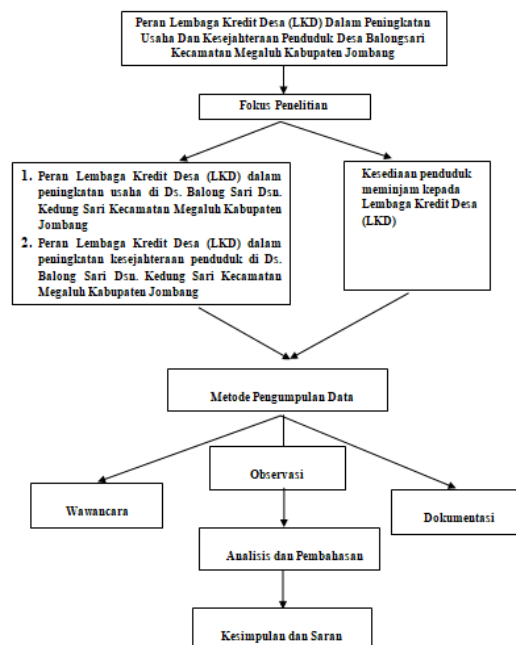 Peran Lembaga Kredit Desa (LKD) Dalam Peningkatan
Usaha Dan Kesejahteraan Penduduk Desa Balongsari
Kecamatan Megaluh Kabupaten Jombang
Fokus Penelitian
1. Peran Lembaga Kredit Desa (LKD) dalam
peningkatan usaha di Ds. Balong Sari Dsn.
Kedung Sari Kecamatan Megaluh Kabupaten
Jombang
2. Peran Lembaga Kredit Desa (LKD) dalam
peningkatan kesejahteraan penduduk di Ds.
Balong Sari Dsn. Kedung Sari Kecamatan
Megaluh Kabupaten Jombang
Kesediaan penduduk
meminjam kepada
Lembaga Kredit Desa
(LKD)
Metode Pengumpulan Data
Wawancara
Observasi
Dokumentasi
Analisis dan Pembahasan
Kesimpulan dan Saran